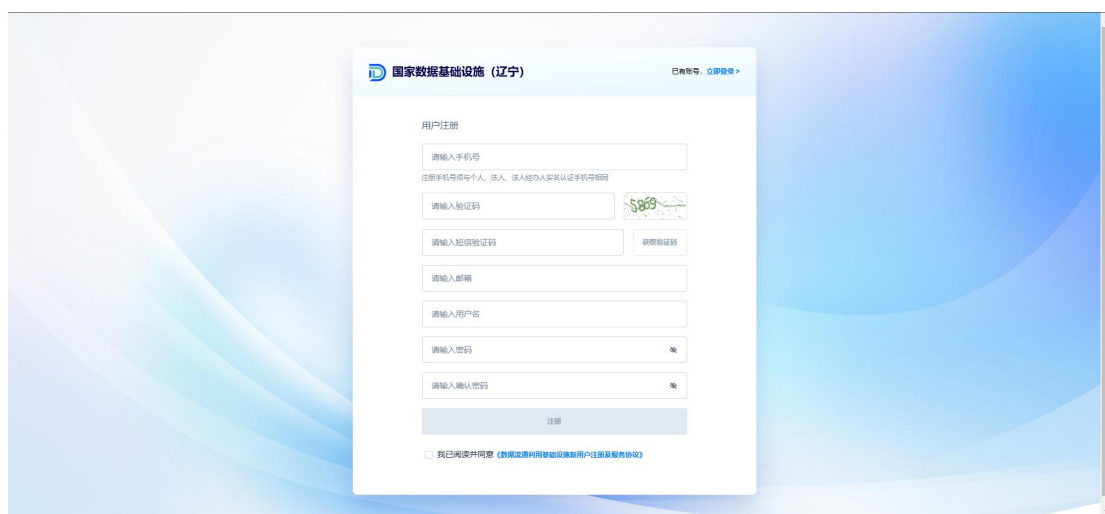 国家数据基础设施（辽宁）
已有账号，立即登录 >
用户注册
请输入手机号
注册手机号须与个人、法人、法人经办人实名认证手机号相同
请输入验证码
S869
请输入短信验证码
获取验证码
请输入邮箱
请输入用户名
请输入密码
请输入确认密码
注册
我已阅读并同意《数据流通利用基础设施新用户注册及服务协议》